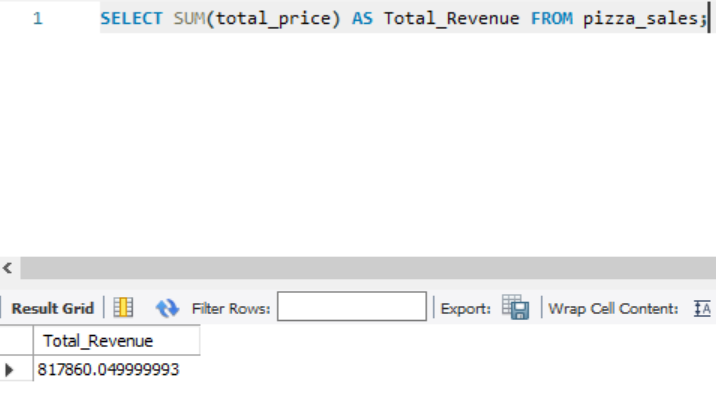 1 SELECT SUM(total_price) AS Total_Revenue FROM pizza_sales;
Result Grid Filter Rows: Export: Wrap Cell Content: IA
Total_Revenue
817860.049999993